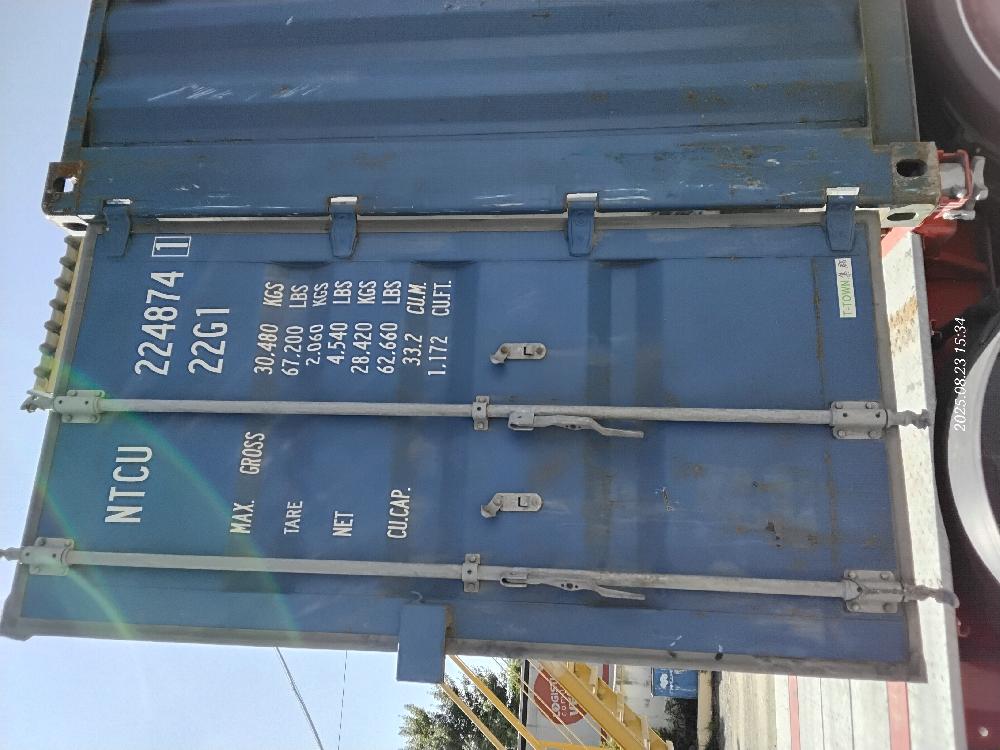 NTCU 224874 1
22G1
MAX. GROSS 30.480 KGS
67.200 LBS
TARE 2.060 KGS
4.540 LBS
NET 28.420 KGS
62.660 LBS
CU.CAP. 33.2 CU.M.
1.172 CU.FT.
T-TOWN
2025.08.23 15:34